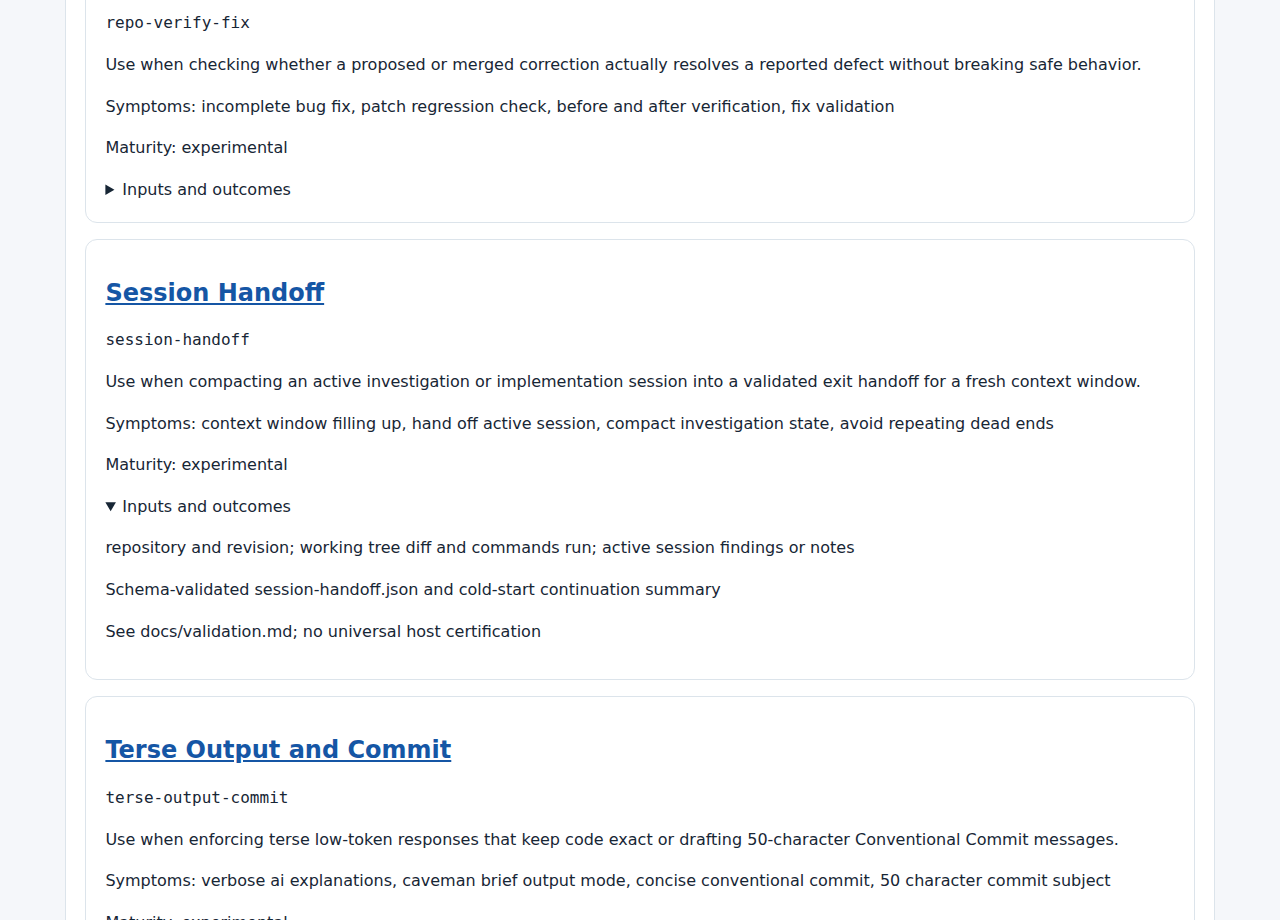 repo-verify-fix
Use when checking whether a proposed or merged correction actually resolves a reported defect without breaking safe behavior.
Symptoms: incomplete bug fix, patch regression check, before and after verification, fix validation
Maturity: experimental
Inputs and outcomes
Session Handoff
session-handoff
Use when compacting an active investigation or implementation session into a validated exit handoff for a fresh context window.
Symptoms: context window filling up, hand off active session, compact investigation state, avoid repeating dead ends
Maturity: experimental
Inputs and outcomes
repository and revision; working tree diff and commands run; active session findings or notes
Schema-validated session-handoff.json and cold-start continuation summary
See docs/validation.md; no universal host certification
Terse Output and Commit
terse-output-commit
Use when enforcing terse low-token responses that keep code exact or drafting 50-character Conventional Commit messages.
Symptoms: verbose ai explanations, caveman brief output mode, concise conventional commit, 50 character commit subject
Maturity: experimental